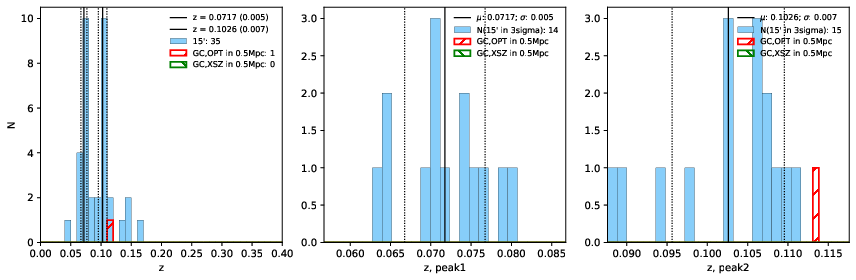 z = 0.0717 (0.005)
z = 0.1026 (0.007)
15': 35
GC,OPT in 0.5Mpc: 1
GC,XSZ in 0.5Mpc: 0
N
10
8
6
4
2
0
0.00 0.05 0.10 0.15 0.20 0.25 0.30 0.35 0.40
z
μ: 0.0717; σ: 0.005
N(15' in 3sigma): 14
GC,OPT in 0.5Mpc
GC,XSZ in 0.5Mpc
3.0
2.5
2.0
1.5
1.0
0.5
0.0
0.060 0.065 0.070 0.075 0.080 0.085
z, peak1
μ: 0.1026; σ: 0.007
N(15' in 3sigma): 15
GC,OPT in 0.5Mpc
GC,XSZ in 0.5Mpc
3.0
2.5
2.0
1.5
1.0
0.5
0.0
0.090 0.095 0.100 0.105 0.110 0.115
z, peak2